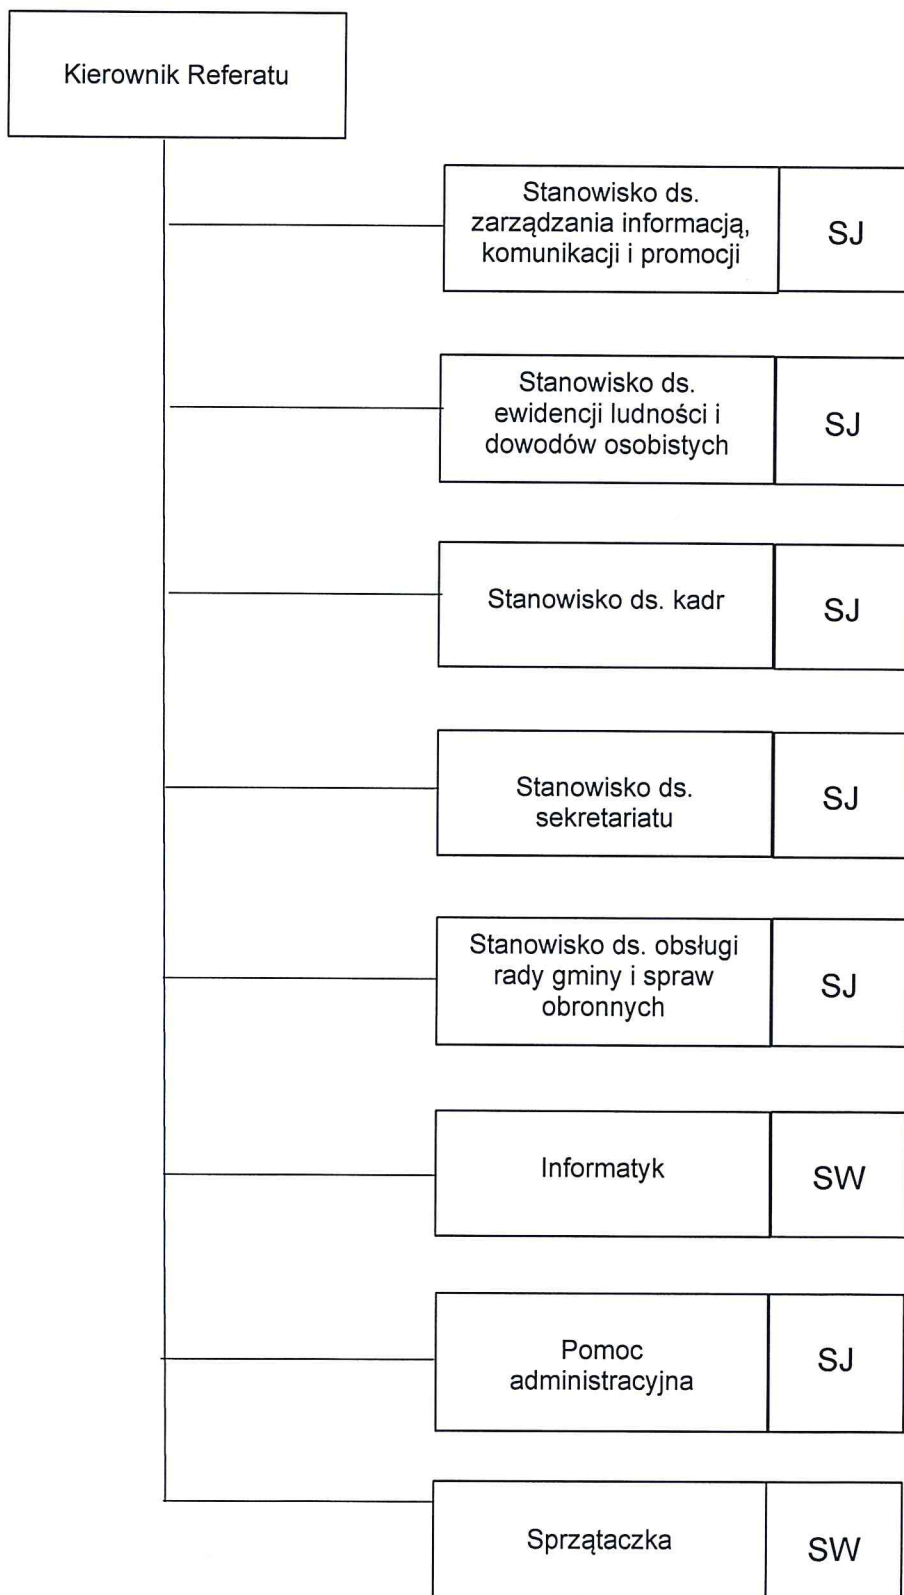 Kierownik Referatu
Stanowisko ds.
zarządzania informacją,
komunikacji i promocji
SJ
Stanowisko ds.
ewidencji ludności i
dowodów osobistych
SJ
Stanowisko ds. kadr
SJ
Stanowisko ds.
sekretariatu
SJ
Stanowisko ds. obsługi
rady gminy i spraw
obronnych
SJ
Informatyk
SW
Pomoc
administracyjna
SJ
Sprzątaczka
SW